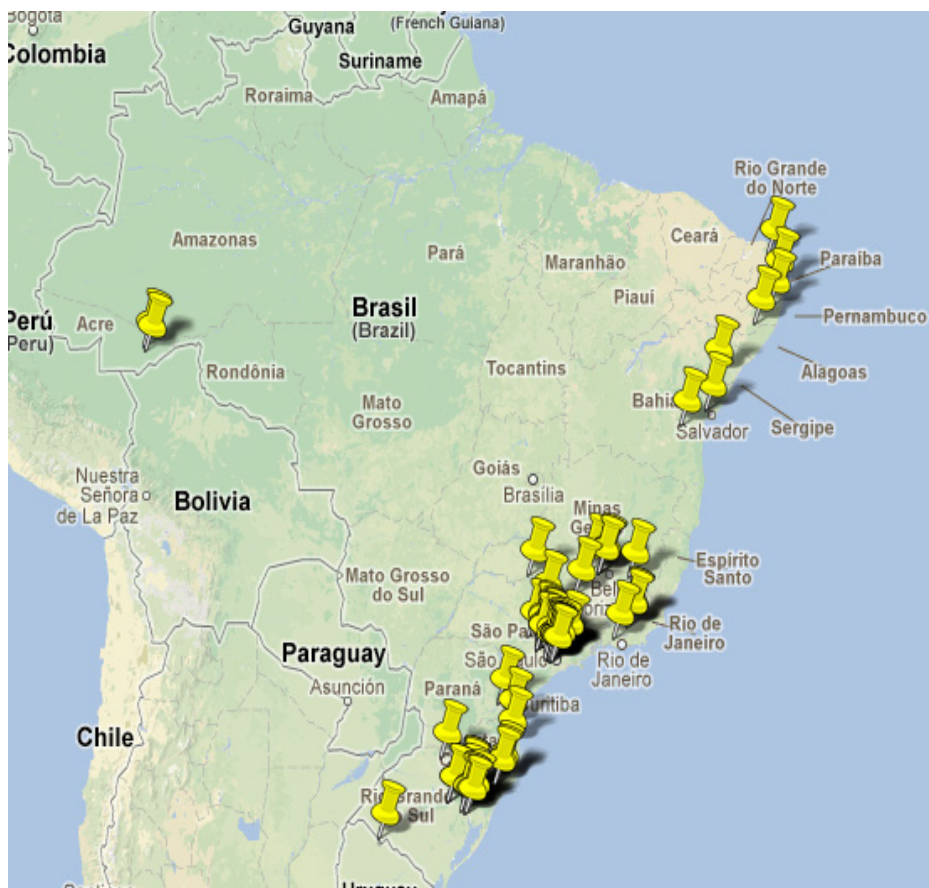 Bogota
Guyana
(French Guiana)
Colombia
Suriname
Roraima
Amapá
Rio Grande
do Norte
Amazonas
Pará
Ceará
Maranhão
Paraíba
Piauí
Brasil
(Brazil)
Perú
(Peru)
Acre
Pernambuco
Rondônia
Tocantins
Alagoas
Mato
Grosso
Bahia
Sergipe
Salvador
Goiás
Nuestra
Señora
de La Paz
Brasília
Bolivia
Minas
Espírito
Santo
Mato Grosso
do Sul
São
Rio de
Janeiro
Paraguay
São
Rio de
Janeiro
Asunción
Paraná
Chile
Rio Grande
Sul
Uruguay